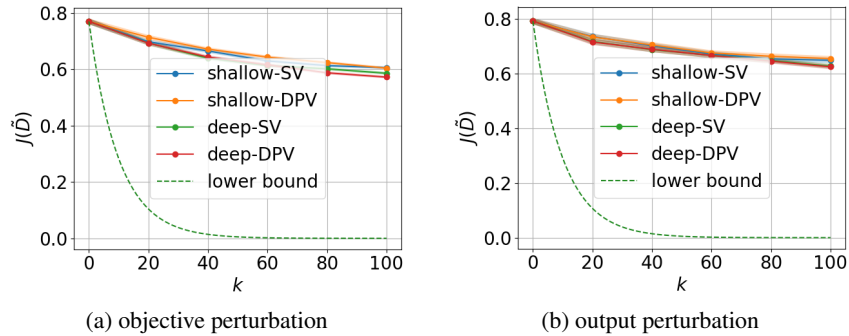 0.8
0.6
0.4
0.2
0.0
J(D̃)
shallow-SV
shallow-DPV
deep-SV
deep-DPV
lower bound
0 20 40 60 80 100
k
(a) objective perturbation
0.8
0.6
0.4
0.2
0.0
J(D̃)
shallow-SV
shallow-DPV
deep-SV
deep-DPV
lower bound
0 20 40 60 80 100
k
(b) output perturbation